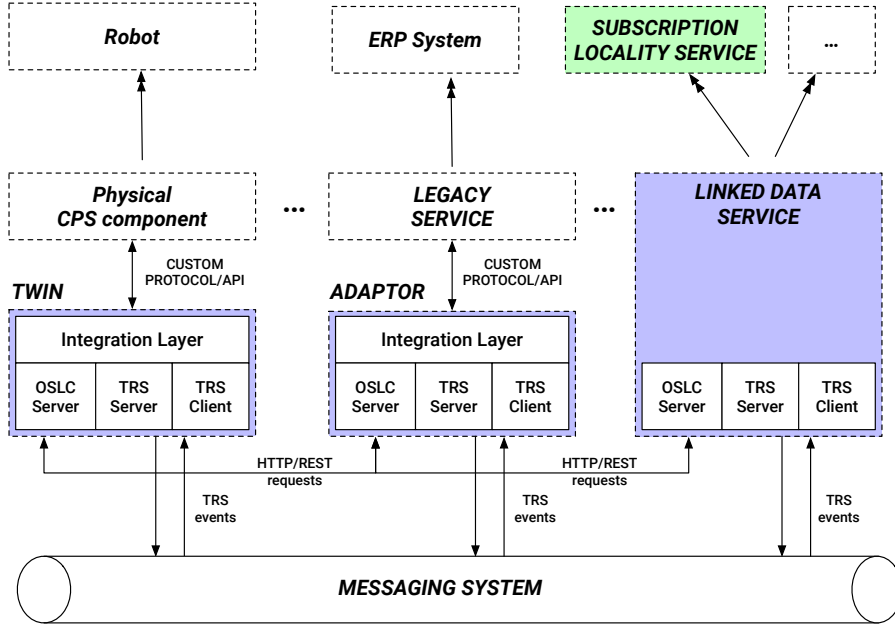 Robot
ERP System
SUBSCRIPTION
LOCALITY SERVICE
...
Physical
CPS component
...
LEGACY
SERVICE
...
LINKED DATA
SERVICE
CUSTOM
PROTOCOL/API
CUSTOM
PROTOCOL/API
TWIN
ADAPTOR
Integration Layer
Integration Layer
OSLC
Server
TRS
Server
TRS
Client
OSLC
Server
TRS
Server
TRS
Client
OSLC
Server
TRS
Server
TRS
Client
HTTP/REST
requests
HTTP/REST
requests
TRS
events
TRS
events
TRS
events
MESSAGING SYSTEM